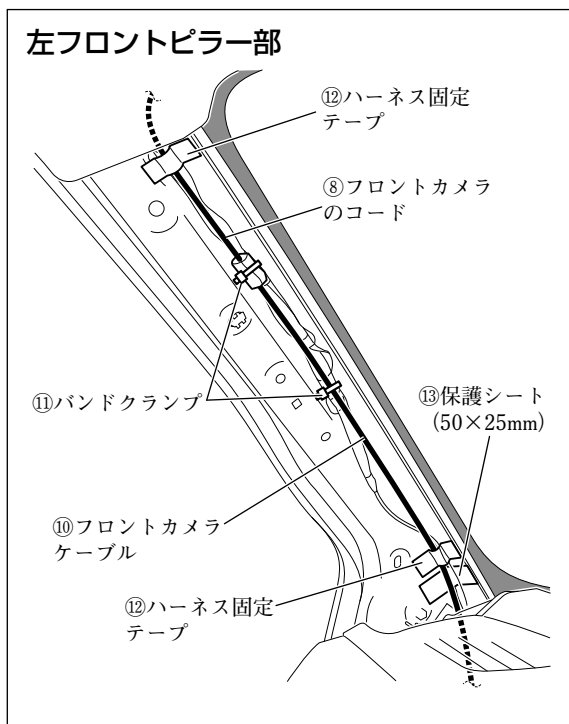 左フロントピラー部
⑫ハーネス固定
テープ
⑧フロントカメラ
のコード
⑪バンドクランプ
⑬保護シート
(50×25mm)
⑩フロントカメラ
ケーブル
⑫ハーネス固定
テープ